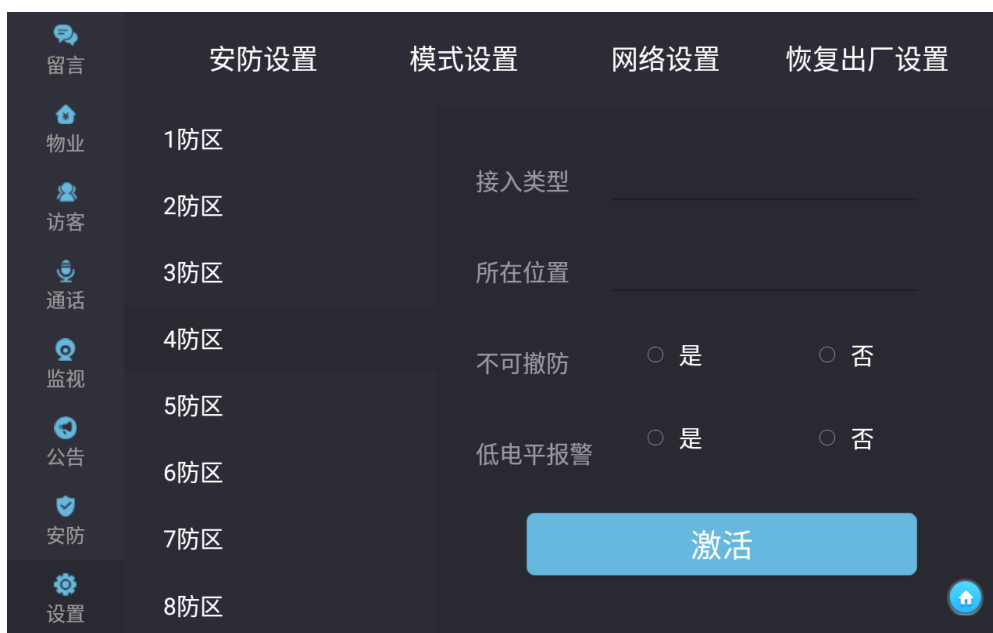 留言
物业
访客
通话
监视
公告
安防
设置
安防设置 模式设置 网络设置 恢复出厂设置
1防区
2防区
3防区
4防区
5防区
6防区
7防区
8防区
接入类型
所在位置
不可撤防 是 否
低电平报警 是 否
激活